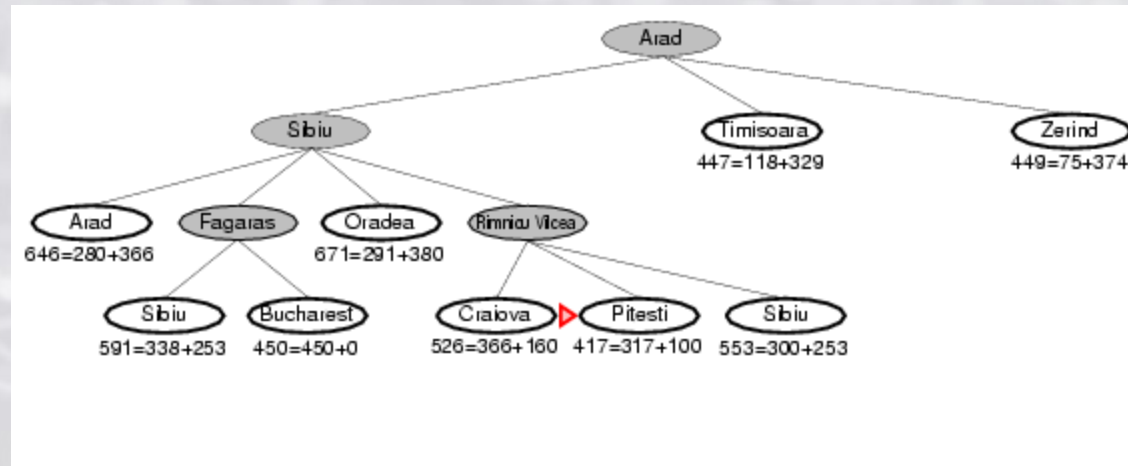 Arad
Sibiu
Timisoara
Zerind
447=118+329
449=75+374
Arad
Fagaras
Oradea
Rimnicu Vilcea
646=280+366
671=291+380
Sibiu
Bucharest
Craiova
Pitesti
Sibiu
591=338+253
450=450+0
526=366+160
417=317+100
553=300+253